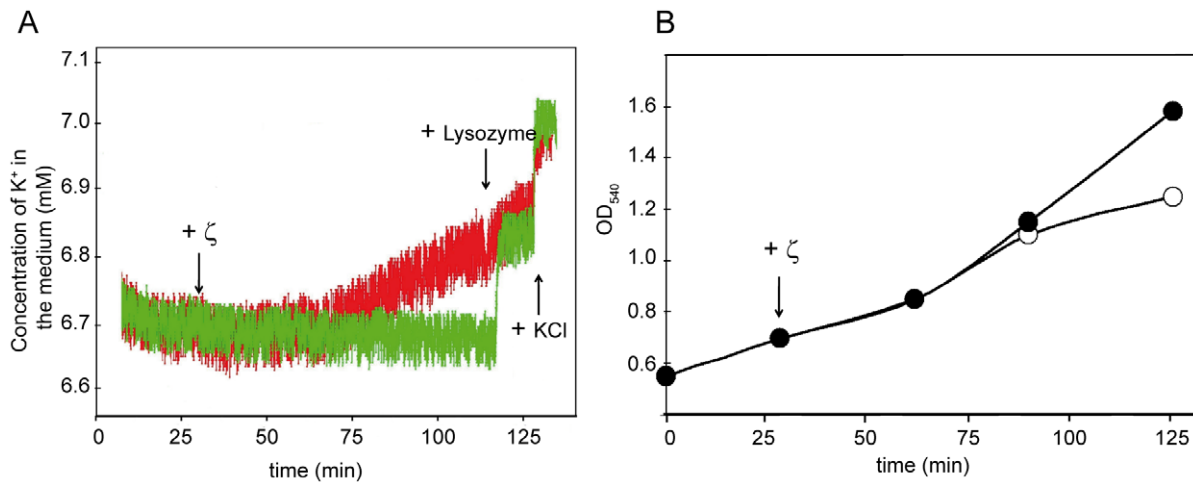 A
Concentration of K⁺ in
the medium (mM)
7.1
7.0
6.9
6.8
6.7
6.6
+ ζ
+ Lysozyme
+ KCl
0 25 50 75 100 125
time (min)
B
OD₅₄₀
1.6
1.4
1.2
1.0
0.8
0.6
+ ζ
0 25 50 75 100 125
time (min)